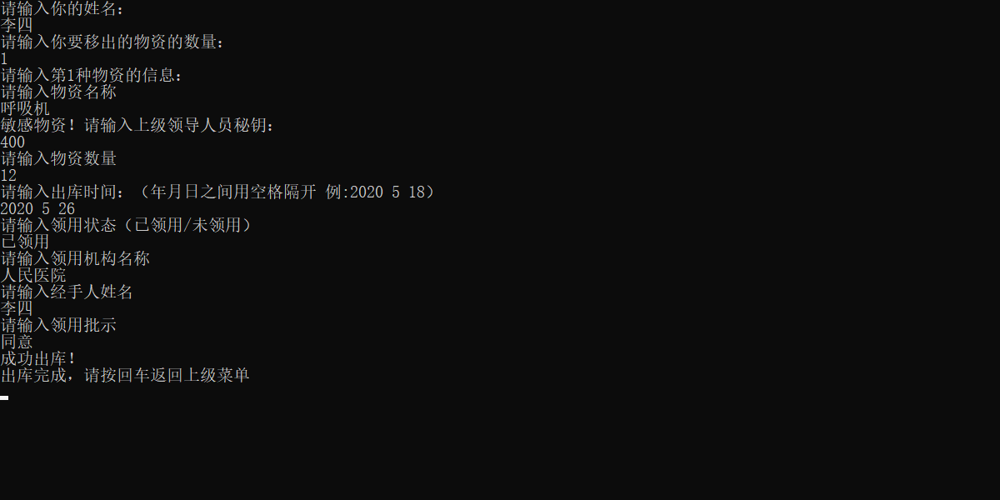 请输入你的姓名：
李四
请输入你要移出的物资的数量：
1
请输入第1种物资的信息：
请输入物资名称
呼吸机
敏感物资！请输入上级领导人员秘钥：
400
请输入物资数量
12
请输入出库时间：（年月日之间用空格隔开 例:2020 5 18）
2020 5 26
请输入领用状态（已领用/未领用）
已领用
请输入领用机构名称
人民医院
请输入经手人姓名
李四
请输入领用批示
同意
成功出库！
出库完成，请按回车返回上级菜单